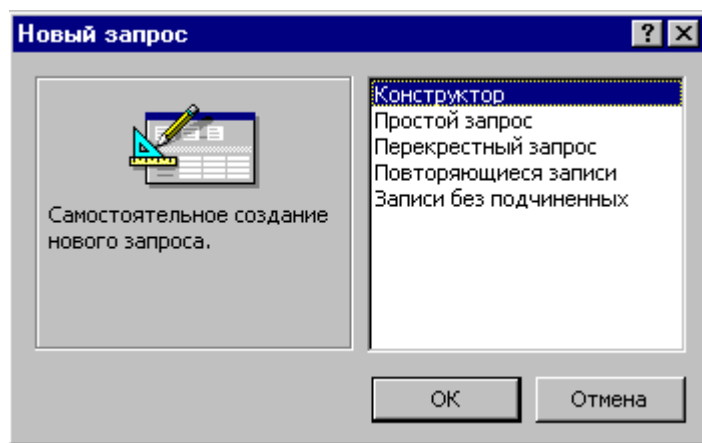 Новый запрос
Самостоятельное создание
нового запроса.
Конструктор
Простой запрос
Перекрестный запрос
Повторяющиеся записи
Записи без подчиненных
ОК
Отмена